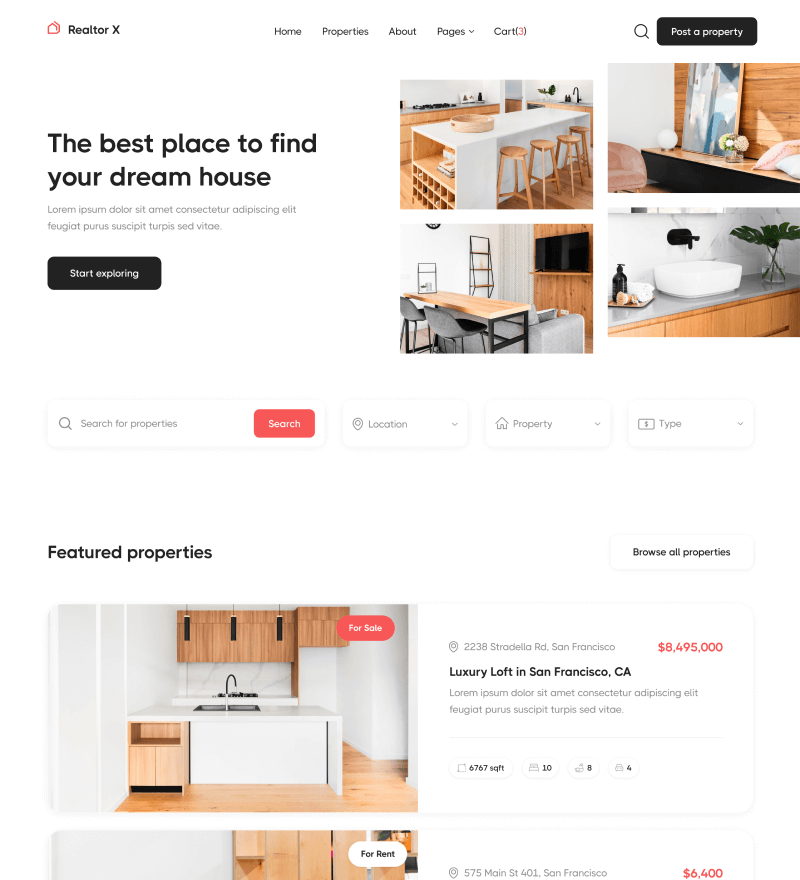 Realtor X
Home Properties About Pages Cart(3)
Post a property
The best place to find
your dream house
Lorem ipsum dolor sit amet consectetur adipiscing elit
feugiat purus suscipit turpis sed vitae.
Start exploring
Search for properties
Search
Location
Property
$
Type
Featured properties
Browse all properties
For Sale
2238 Stradella Rd, San Francisco
$8,495,000
Luxury Loft in San Francisco, CA
Lorem ipsum dolor sit amet consectetur adipiscing elit
feugiat purus suscipit turpis sed vitae.
6767 sqft 10 8 4
For Rent
575 Main St 401, San Francisco
$6,400